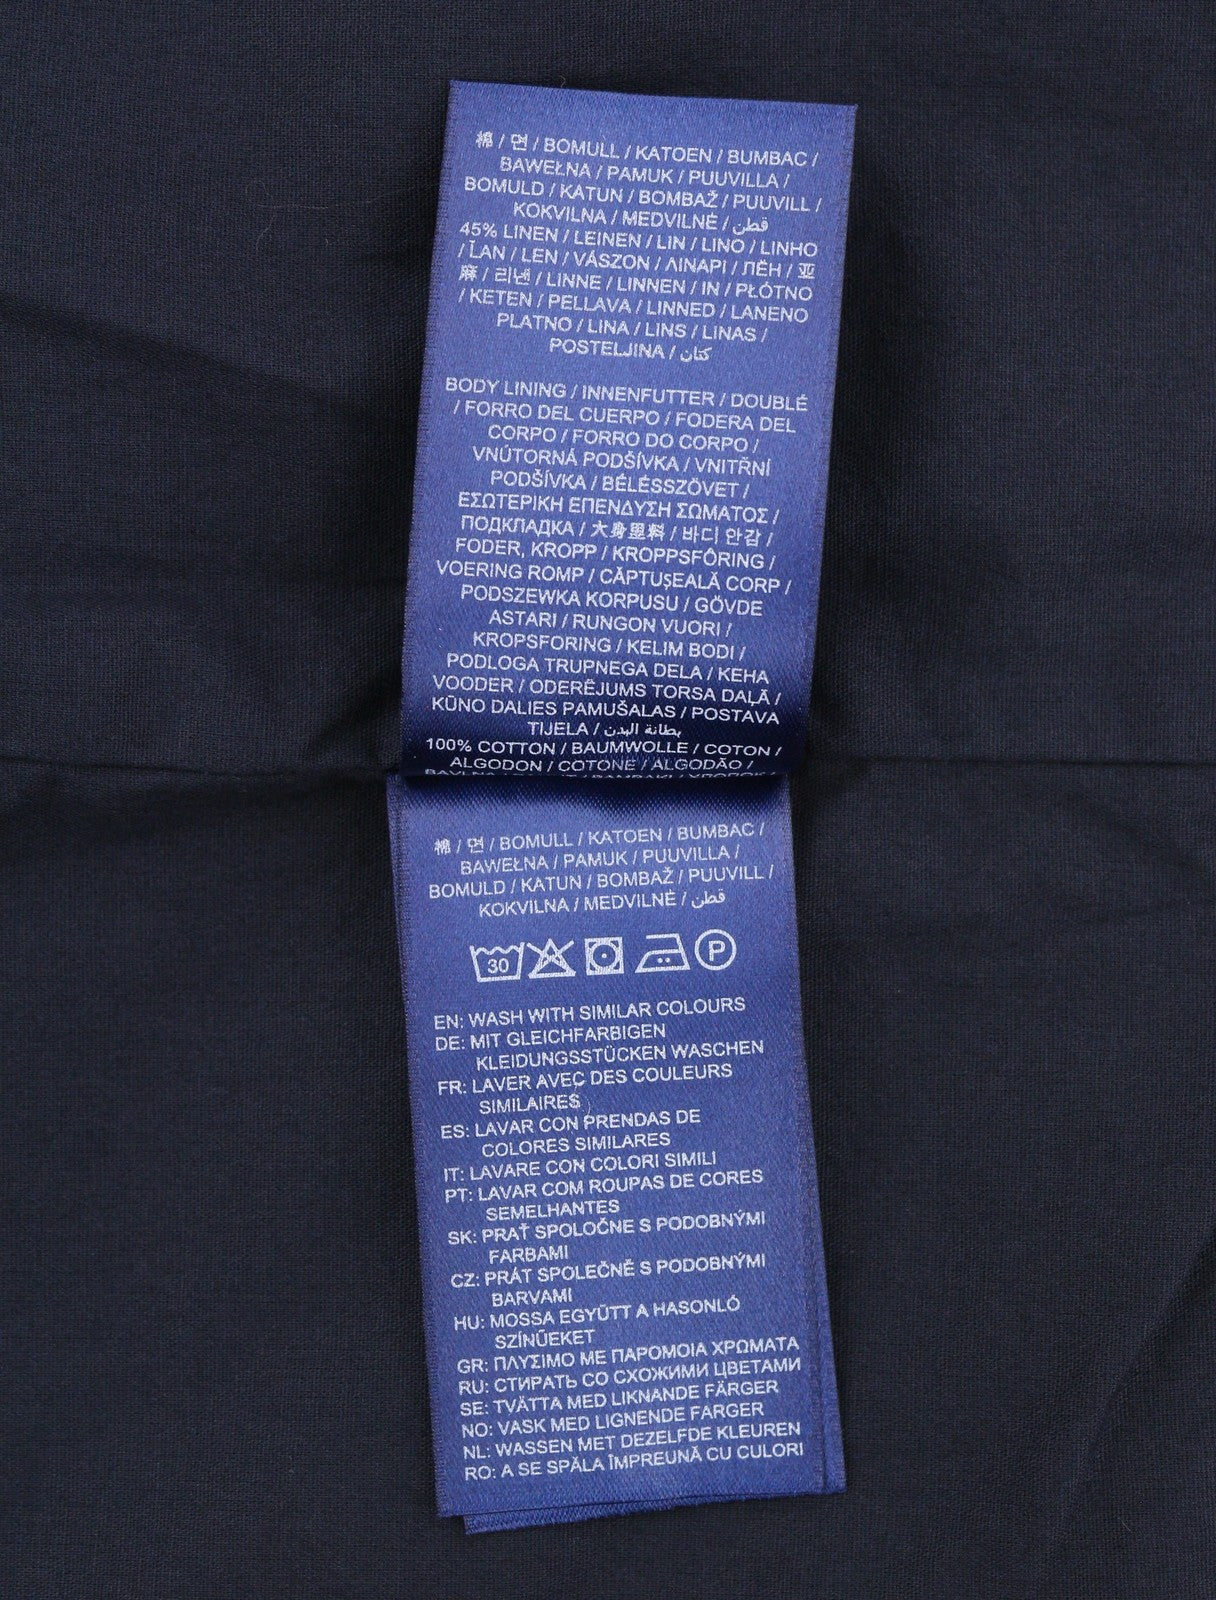 棉 / 면 / BOMULL / KATOEN / BUMBAC /
BAWEŁNA / PAMUK / PUUVILLA /
BOMULD / KATUN / BOMBAŽ / PUUVILL /
KOKVILNA / MEDVILNĖ / قطن
45% LINEN / LEINEN / LIN / LINO / LINHO
/ ĽAN / LEN / VÁSZON / ΛΙΝΑΡΙ / ЛЁН / 亚
麻 / 리넨 / LINNE / LINNEN / IN / PŁÓTNO
/ KETEN / PELLAVA / LINNED / LANENO
PLATNO / LINA / LINS / LINAS /
POSTELJINA / كتان
BODY LINING / INNENFUTTER / DOUBLÉ
/ FORRO DEL CUERPO / FODERA DEL
CORPO / FORRO DO CORPO /
VNÚTORNÁ PODŠÍVKA / VNITŘNÍ
PODŠÍVKA / BÉLÉSSZÖVET /
ΕΣΩΤΕΡΙΚΗ ΕΠΕΝΔΥΣΗ ΣΩΜΑΤΟΣ /
ПОДКЛАДКА / 大身里料 / 바디 안감 /
FODER, KROPP / KROPPSFÔRING /
VOERING ROMP / CĂPTUȘEALĂ CORP /
PODSZEWKA KORPUSU / GÖVDE
ASTARI / RUNGON VUORI /
KROPSFORING / KELIM BODI /
PODLOGA TRUPNEGA DELA / KEHA
VOODER / ODERĒJUMS TORSA DAĻĀ /
KŪNO DALIES PAMUŠALAS / POSTAVA
TIJELA / بطانة البدن
100% COTTON / BAUMWOLLE / COTON /
ALGODON / COTONE / ALGODÃO /
棉 / 면 / BOMULL / KATOEN / BUMBAC /
BAWEŁNA / PAMUK / PUUVILLA /
BOMULD / KATUN / BOMBAŽ / PUUVILL /
KOKVILNA / MEDVILNĖ / قطن
30 P
EN: WASH WITH SIMILAR COLOURS
DE: MIT GLEICHFARBIGEN
KLEIDUNGSSTÜCKEN WASCHEN
FR: LAVER AVEC DES COULEURS
SIMILAIRES
ES: LAVAR CON PRENDAS DE
COLORES SIMILARES
IT: LAVARE CON COLORI SIMILI
PT: LAVAR COM ROUPAS DE CORES
SEMELHANTES
SK: PRAŤ SPOLOČNE S PODOBNÝMI
FARBAMI
CZ: PRÁT SPOLEČNĚ S PODOBNÝMI
BARVAMI
HU: MOSSA EGYÜTT A HASONLÓ
SZÍNŰEKET
GR: ΠΛΥΣΙΜΟ ΜΕ ΠΑΡΟΜΟΙΑ ΧΡΩΜΑΤΑ
RU: СТИРАТЬ СО СХОЖИМИ ЦВЕТАМИ
SE: TVÄTTA MED LIKNANDE FÄRGER
NO: VASK MED LIGNENDE FARGER
NL: WASSEN MET DEZELFDE KLEUREN
RO: A SE SPĂLA ÎMPREUNĂ CU CULORI